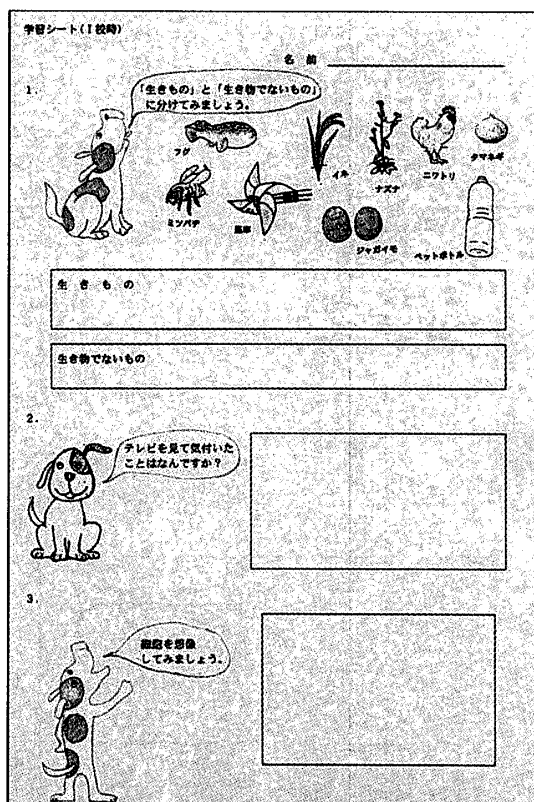 学習シート(I校時)
名 前
1.
「生きもの」と「生き物でないもの」
に分けてみましょう。
フグ
イネ
ナズナ
ニワトリ
タマネギ
ミツバチ
風車
ジャガイモ
ペットボトル
生 き も の
生き物でないもの
2.
テレビを見て気付いた
ことはなんですか?
3.
細胞を想像
してみましょう。